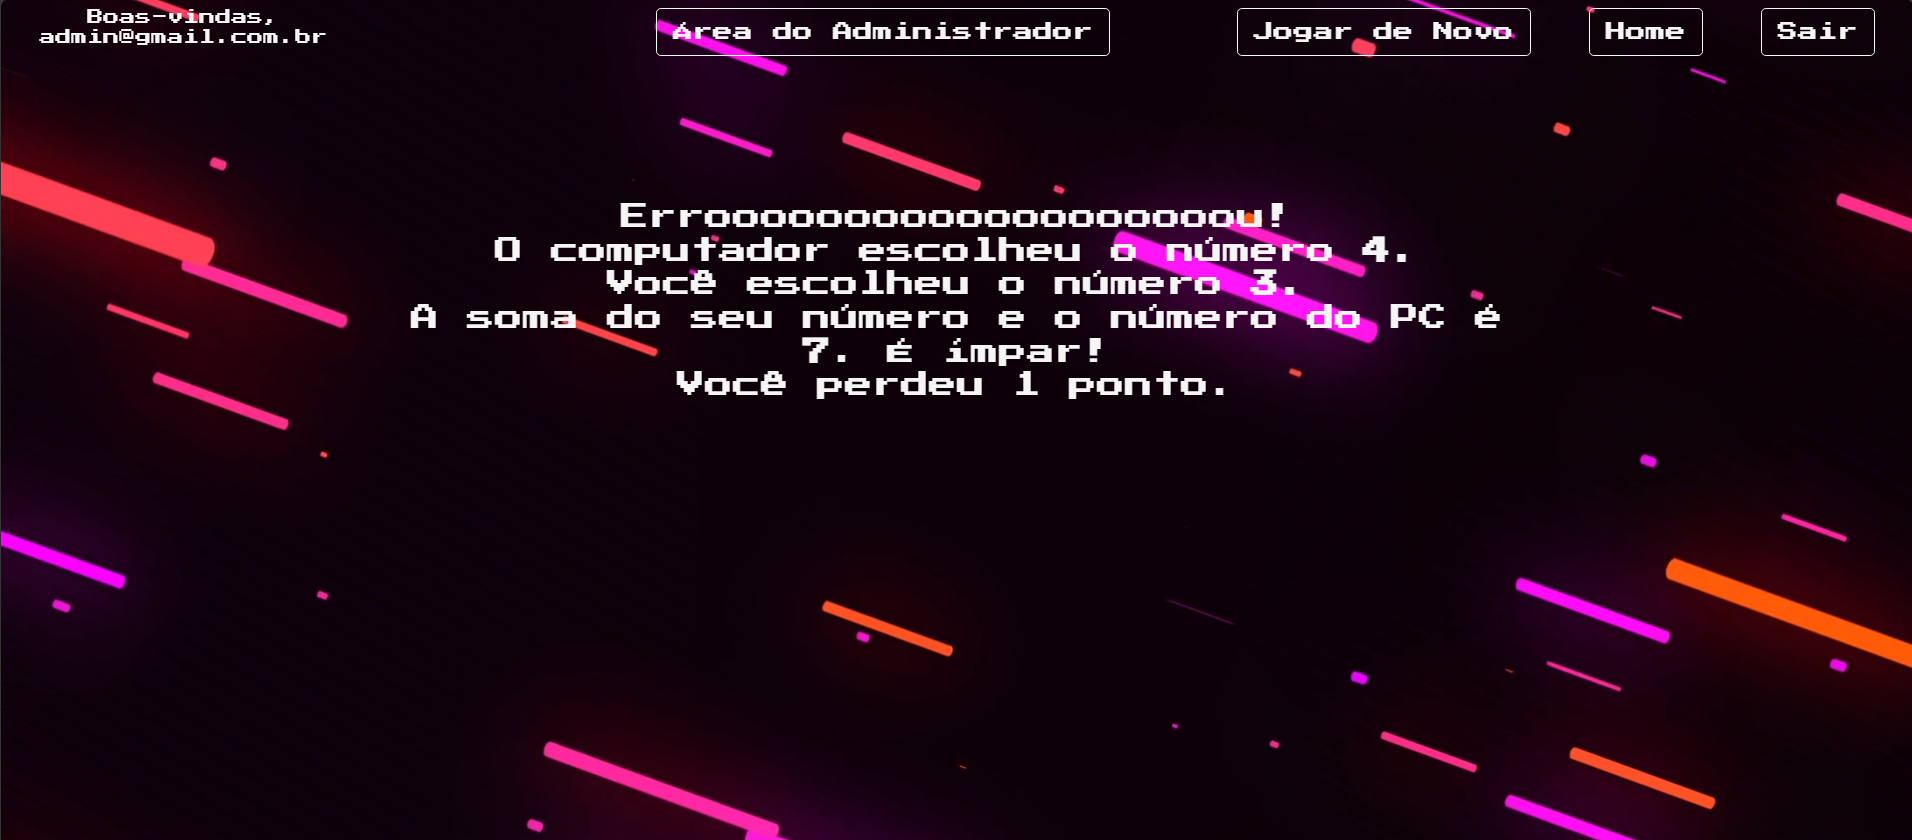 Boas-vindas,
admin@gmail.com.br
Área do Administrador
Jogar de Novo
Home
Sair
Errooooooooooooooooooou!
O computador escolheu o número 4.
Você escolheu o número 3.
A soma do seu número e o número do PC é
7. É ímpar!
Você perdeu 1 ponto.